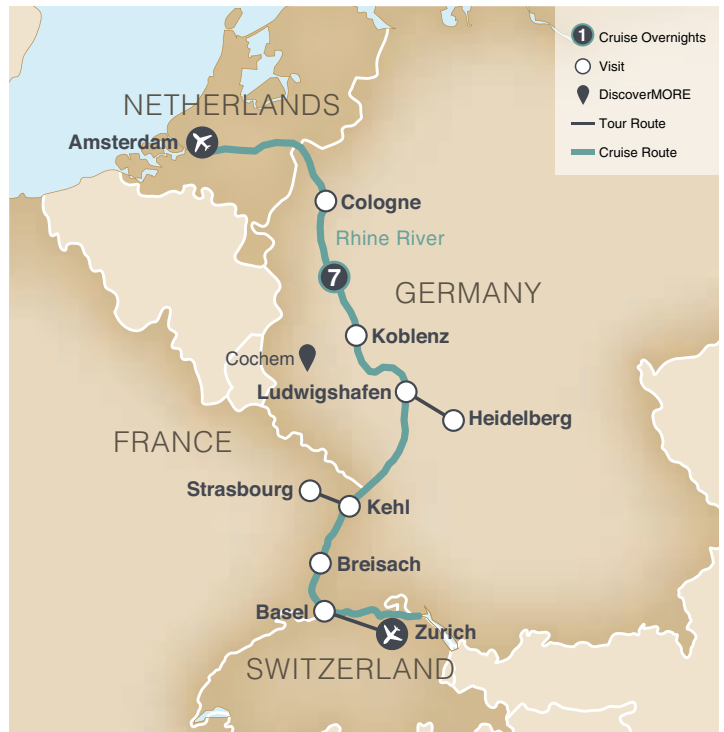 1 Cruise Overnights
Visit
DiscoverMORE
Tour Route
Cruise Route
NETHERLANDS
Amsterdam
Cologne
Rhine River
7
GERMANY
Koblenz
Cochem
Ludwigshafen
Heidelberg
FRANCE
Strasbourg
Kehl
Breisach
Basel
Zurich
SWITZERLAND